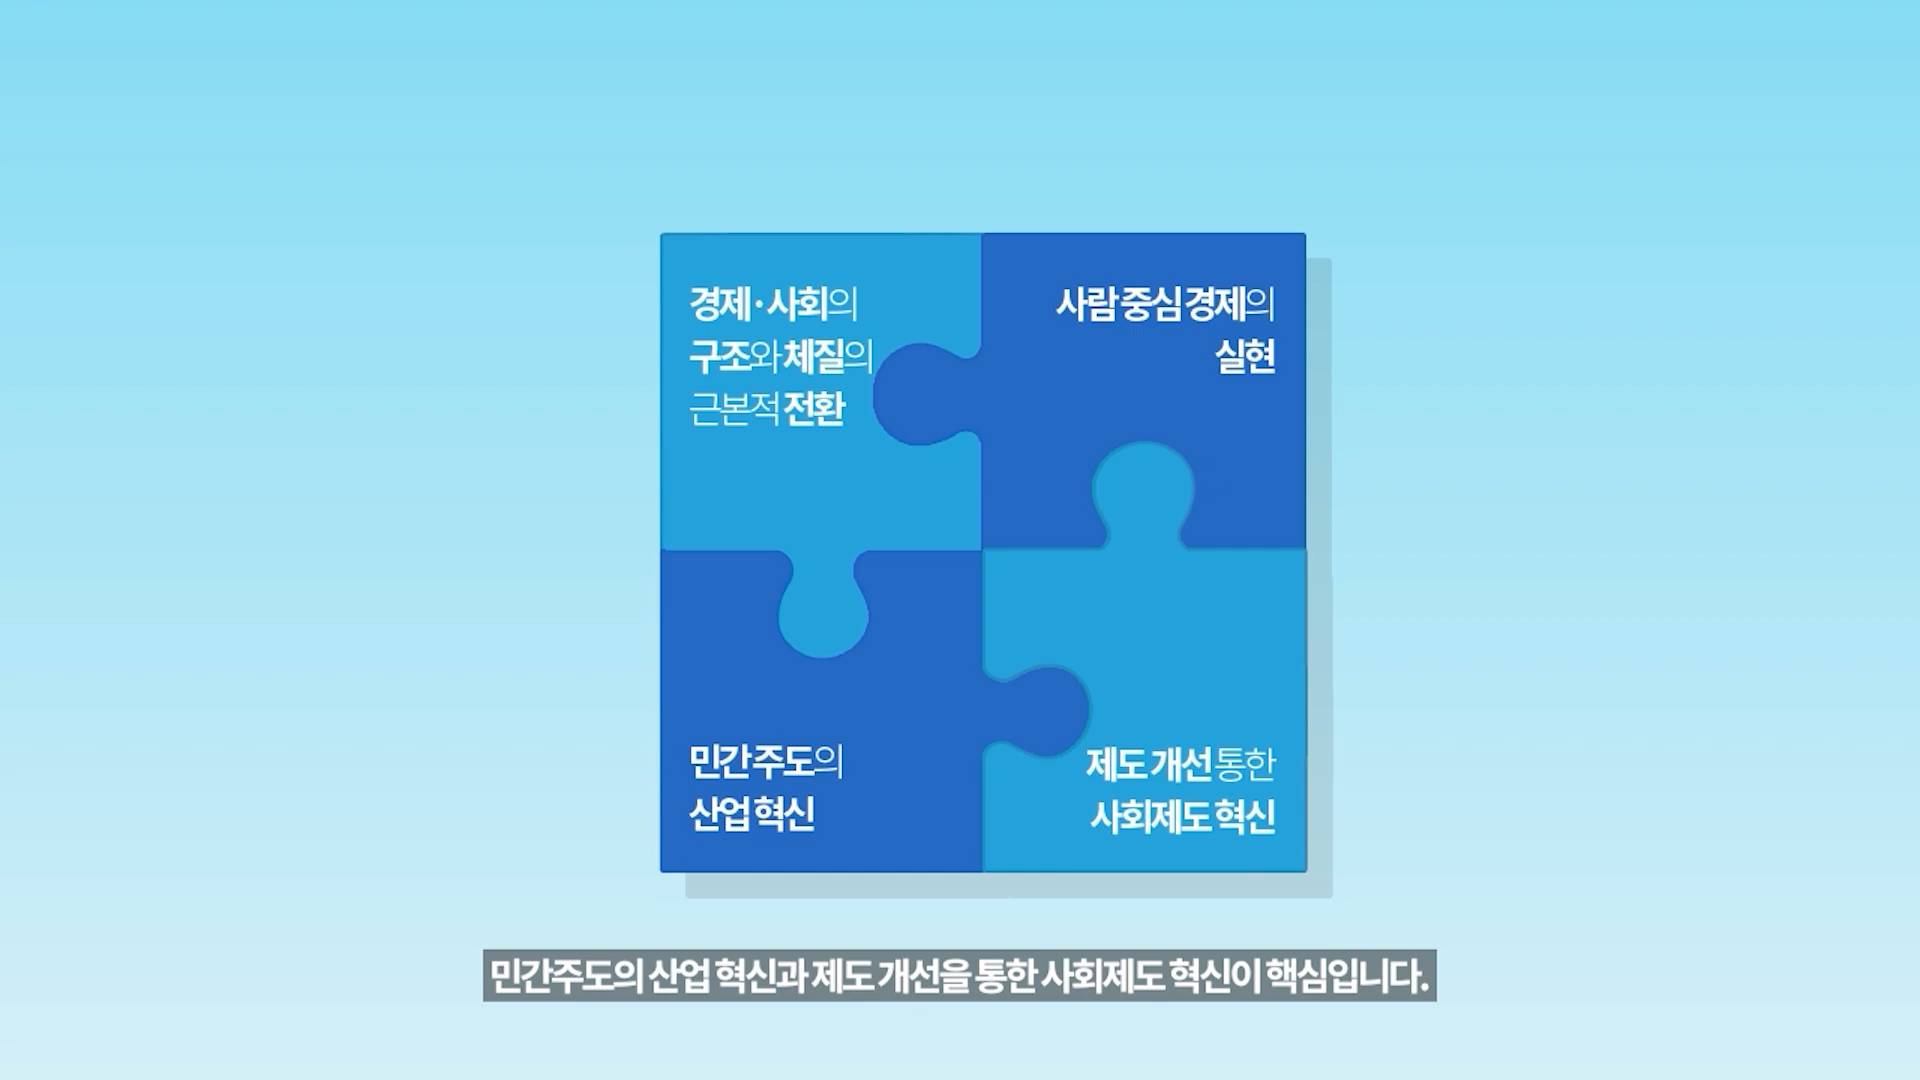 경제·사회의
구조와 체질의
근본적 전환
사람 중심 경제의
실현
민간 주도의
산업 혁신
제도 개선 통한
사회제도 혁신
민간주도의 산업 혁신과 제도 개선을 통한 사회제도 혁신이 핵심입니다.